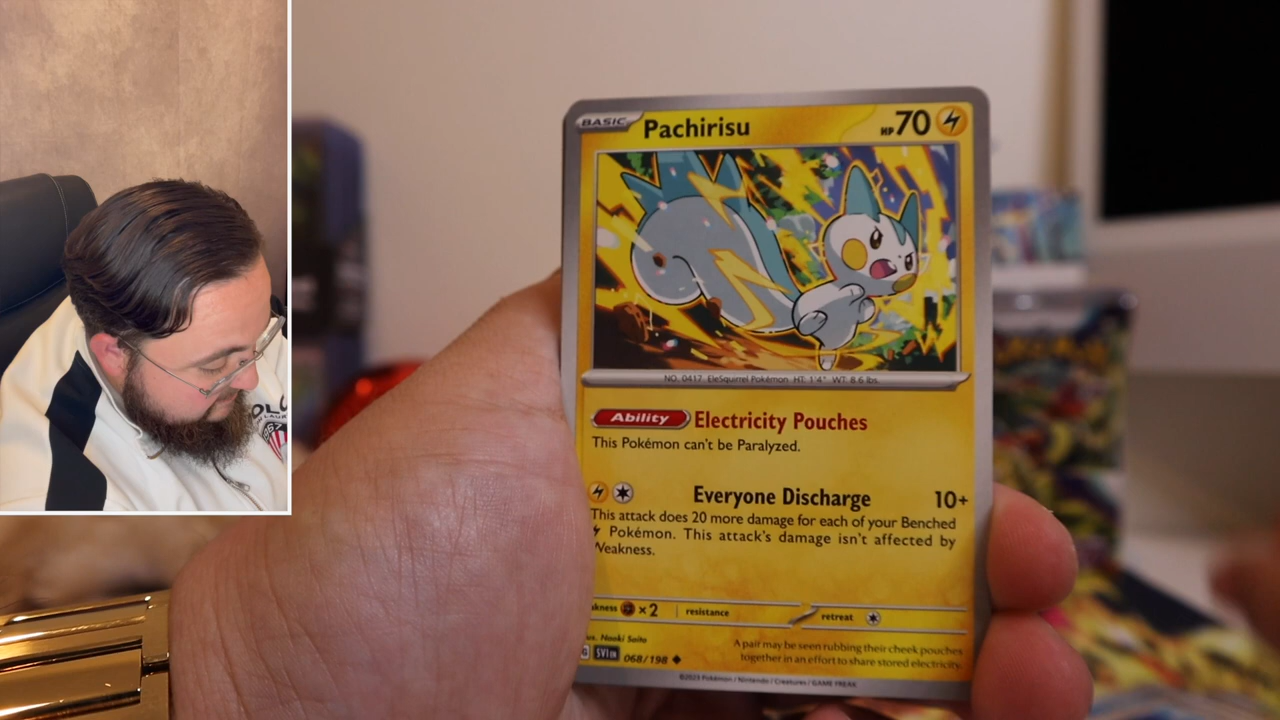 BASIC
Pachirisu
HP 70
NO. 0417 EleSquirrel Pokémon HT: 1'4" WT: 8.6 lbs.
Ability Electricity Pouches
This Pokémon can't be Paralyzed.
Everyone Discharge 10+
This attack does 20 more damage for each of your Benched
Pokémon. This attack's damage isn't affected by
Weakness.
akness ×2 resistance retreat
us. Naoki Saito
G SVI EN 068/198
A pair may be seen rubbing their cheek pouches
together in an effort to share stored electricity.
©2023 Pokémon / Nintendo / Creatures / GAME FREAK